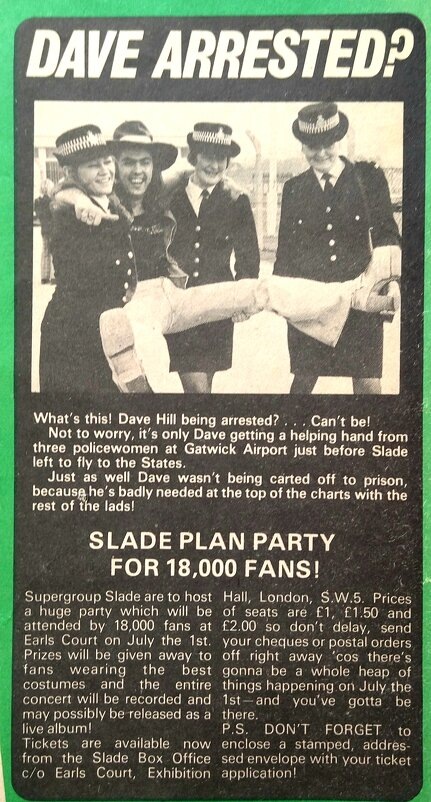 DAVE ARRESTED?
What's this! Dave Hill being arrested? . . . Can't be!
Not to worry, it's only Dave getting a helping hand from
three policewomen at Gatwick Airport just before Slade
left to fly to the States.
Just as well Dave wasn't being carted off to prison,
because he's badly needed at the top of the charts with the
rest of the lads!
SLADE PLAN PARTY
FOR 18,000 FANS!
Supergroup Slade are to host
a huge party which will be
attended by 18,000 fans at
Earls Court on July the 1st.
Prizes will be given away to
fans wearing the best
costumes and the entire
concert will be recorded and
may possibly be released as a
live album!
Tickets are available now
from the Slade Box Office
c/o Earls Court, Exhibition
Hall, London, S.W.5. Prices
of seats are £1, £1.50 and
£2.00 so don't delay, send
your cheques or postal orders
off right away 'cos there's
gonna be a whole heap of
things happening on July the
1st—and you've gotta be
there.
P.S. DON'T FORGET to
enclose a stamped, addres-
sed envelope with your ticket
application!